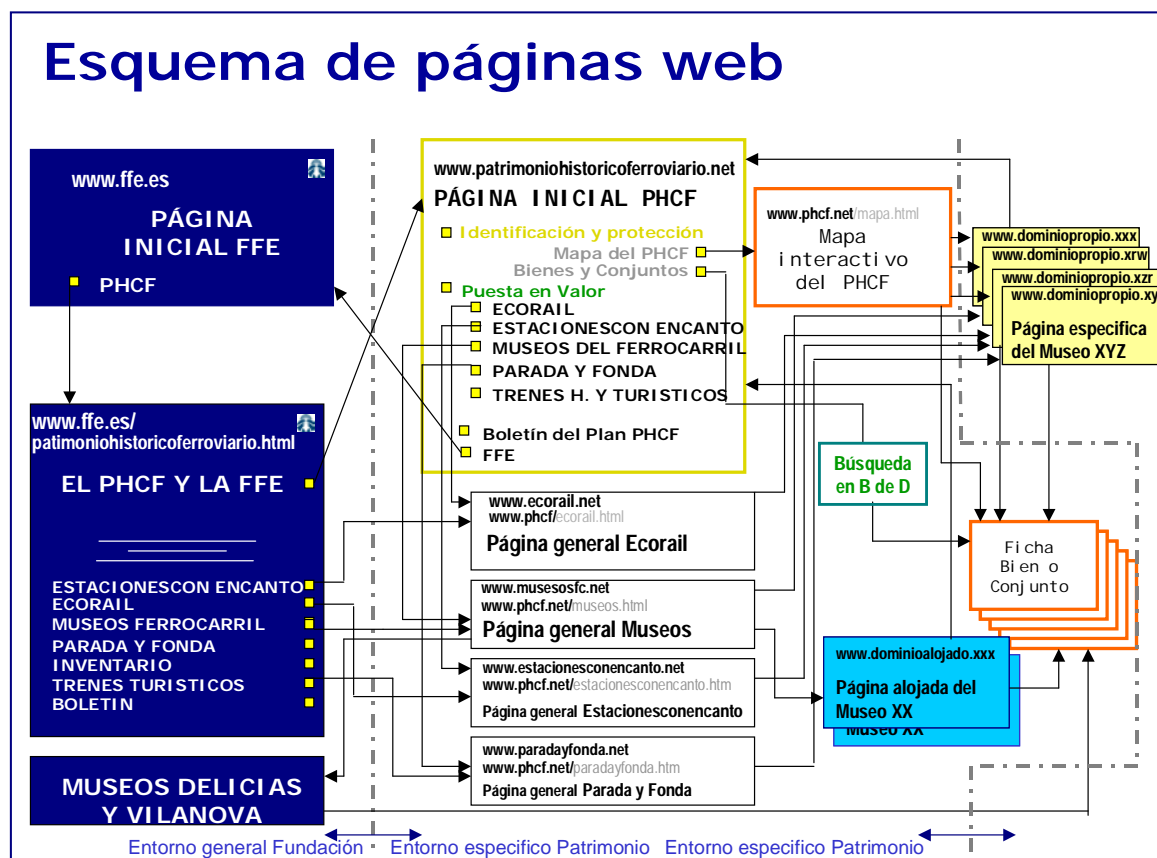 Esquema de páginas web
www.ffe.es
PÁGINA
INICIAL FFE
PHCF
www.ffe.es/
patimoniohistoricoferroviario.html
EL PHCF Y LA FFE
ESTACIONESCON ENCANTO
ECORAIL
MUSEOS FERROCARRIL
PARADA Y FONDA
INVENTARIO
TRENES TURISTICOS
BOLETIN
MUSEOS DELICIAS
Y VILANOVA
www.patrimoniohistoricoferroviario.net
PÁGINA INICIAL PHCF
Identificación y protección
Mapa del PHCF
Bienes y Conjuntos
Puesta en Valor
ECORAIL
ESTACIONESCON ENCANTO
MUSEOS DEL FERROCARRIL
PARADA Y FONDA
TRENES H. Y TURISTICOS
Boletín del Plan PHCF
FFE
www.ecorail.net
www.phcf/ecorail.html
Página general Ecorail
www.musesosfc.net
www.phcf.net/museos.html
Página general Museos
www.estacionesconencanto.net
www.phcf.net/estacionesconencanto.htm
Página general Estacionesconencanto
www.paradayfonda.net
www.phcf.net/paradayfonda.htm
Página general Parada y Fonda
www.phcf.net/mapa.html
Mapa
interactivo
del PHCF
www.dominiopropio.xxx
www.dominiopropio.xrw
www.dominiopropio.xzr
www.dominiopropio.xy
Página especifica
del Museo XYZ
Búsqueda
en B de D
Ficha
Bien o
Conjunto
www.dominioalojado.xxx
Página alojada del
Museo XX
Museo XX
Entorno general Fundación
Entorno especifico Patrimonio
Entorno especifico Patrimonio